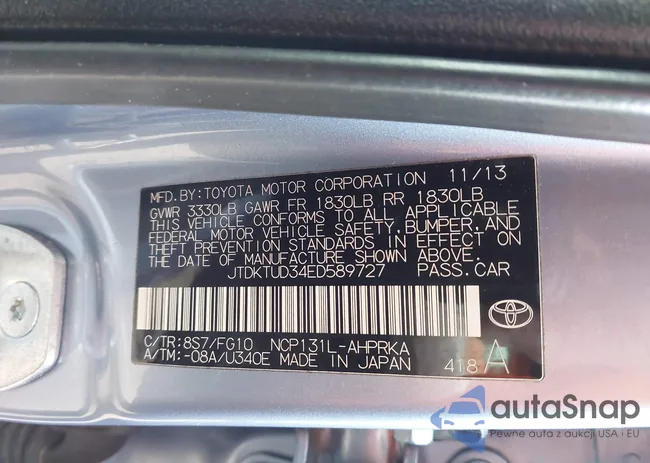 MFD.BY:TOYOTA MOTOR CORPORATION 11/13
GVWR 3330LB GAWR FR 1830LB RR 1830LB
THIS VEHICLE CONFORMS TO ALL APPLICABLE
FEDERAL MOTOR VEHICLE SAFETY,BUMPER,AND
THEFT PREVENTION STANDARDS IN EFFECT ON
THE DATE OF MANUFACTURE SHOWN ABOVE.
JTDKTUD34ED589727 PASS.CAR
C/TR:8S7/FG10 NCP131L-AHPRKA
A/TM:-08A/U340E MADE IN JAPAN 418 A
autaSnap
Pewne auta z aukcji USA i EU